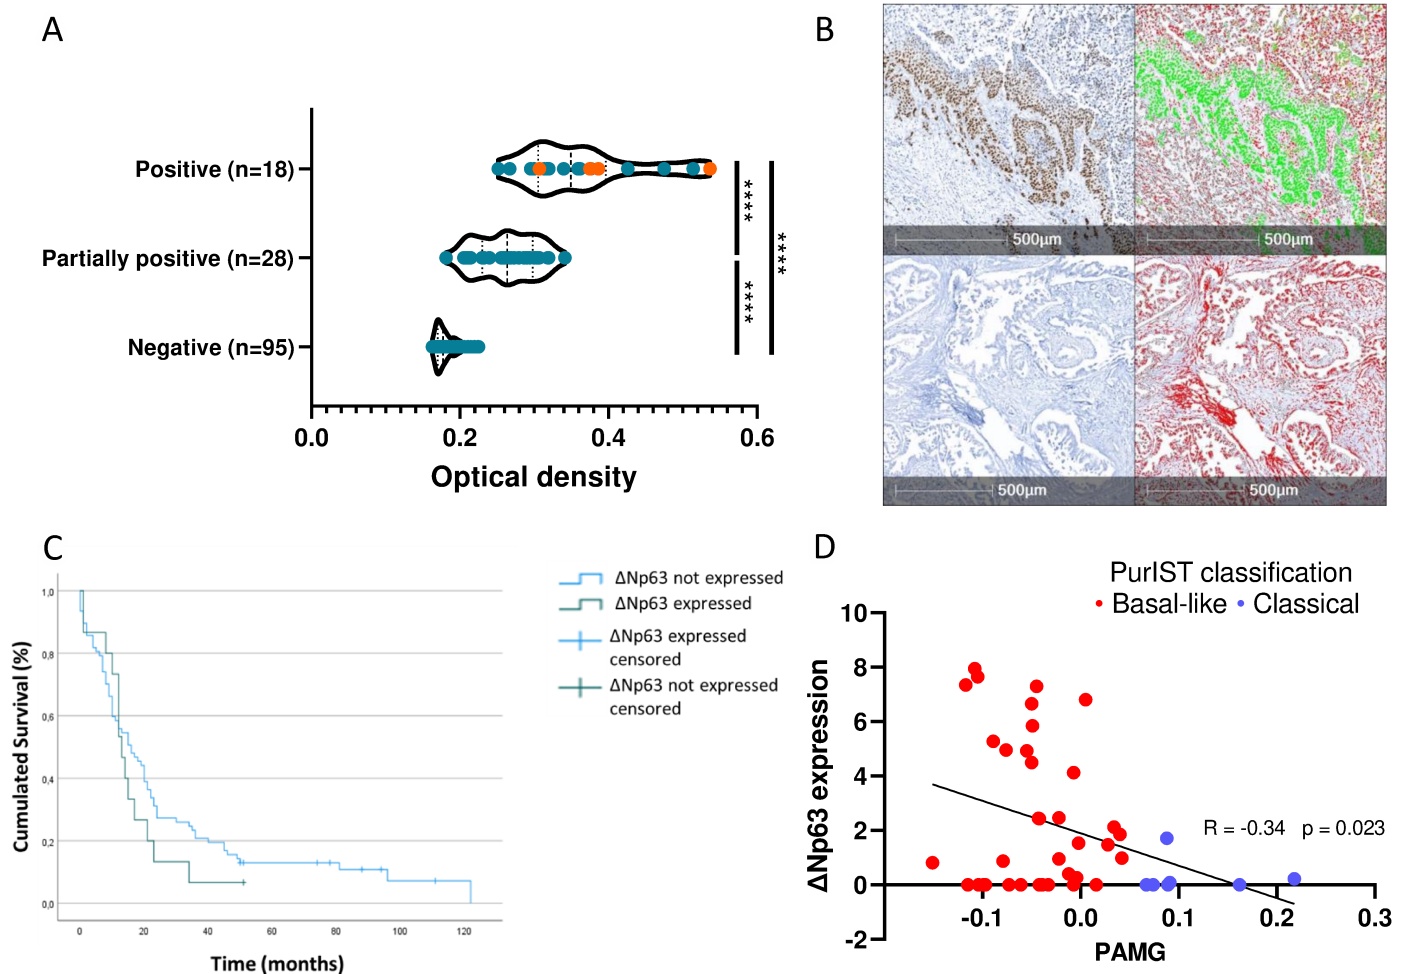 A
Positive (n=18)
Partially positive (n=28)
Negative (n=95)
****
****
****
0.0
0.2
0.4
0.6
Optical density
B
500µm
500µm
500µm
500µm
C
ΔNp63 not expressed
ΔNp63 expressed
ΔNp63 expressed
censored
ΔNp63 not expressed
censored
Cumulated Survival (%)
1,0
0,8
0,6
0,4
0,2
0,0
0
20
40
60
80
100
120
Time (months)
D
PurIST classification
Basal-like
Classical
ΔNp63 expression
10
8
6
4
2
0
-2
R = -0.34 p = 0.023
-0.1
0.0
0.1
0.2
0.3
PAMG